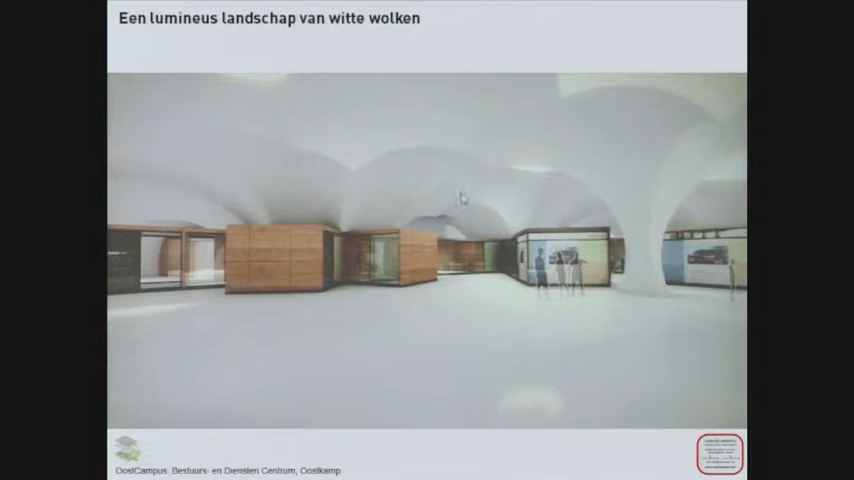 Een lumineus landschap van witte wolken
OostCampus. Bestuurs- en Diensten Centrum, Oostkamp